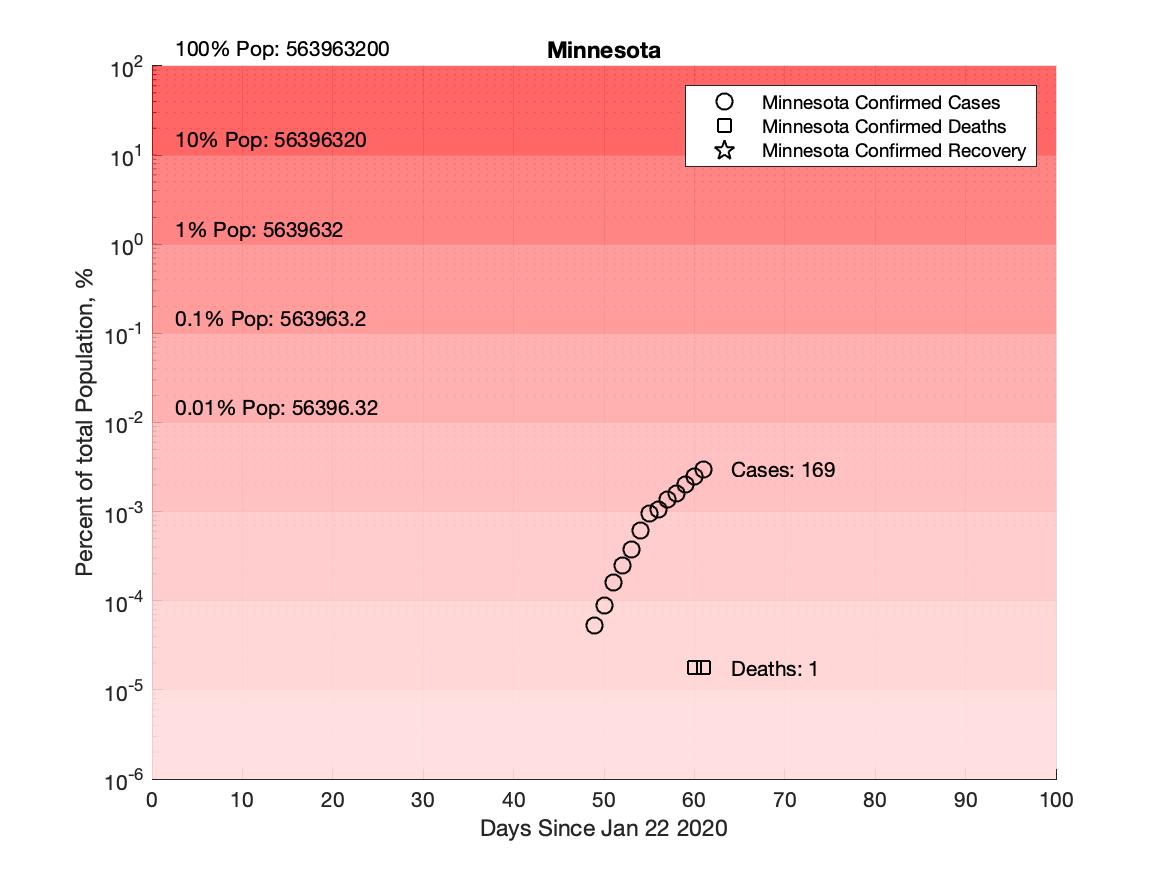 Minnesota
100% Pop: 563963200
10% Pop: 56396320
1% Pop: 5639632
0.1% Pop: 563963.2
0.01% Pop: 56396.32
Minnesota Confirmed Cases
Minnesota Confirmed Deaths
Minnesota Confirmed Recovery
Cases: 169
Deaths: 1
Percent of total Population, %
10^2
10^1
10^0
10^-1
10^-2
10^-3
10^-4
10^-5
10^-6
0 10 20 30 40 50 60 70 80 90 100
Days Since Jan 22 2020